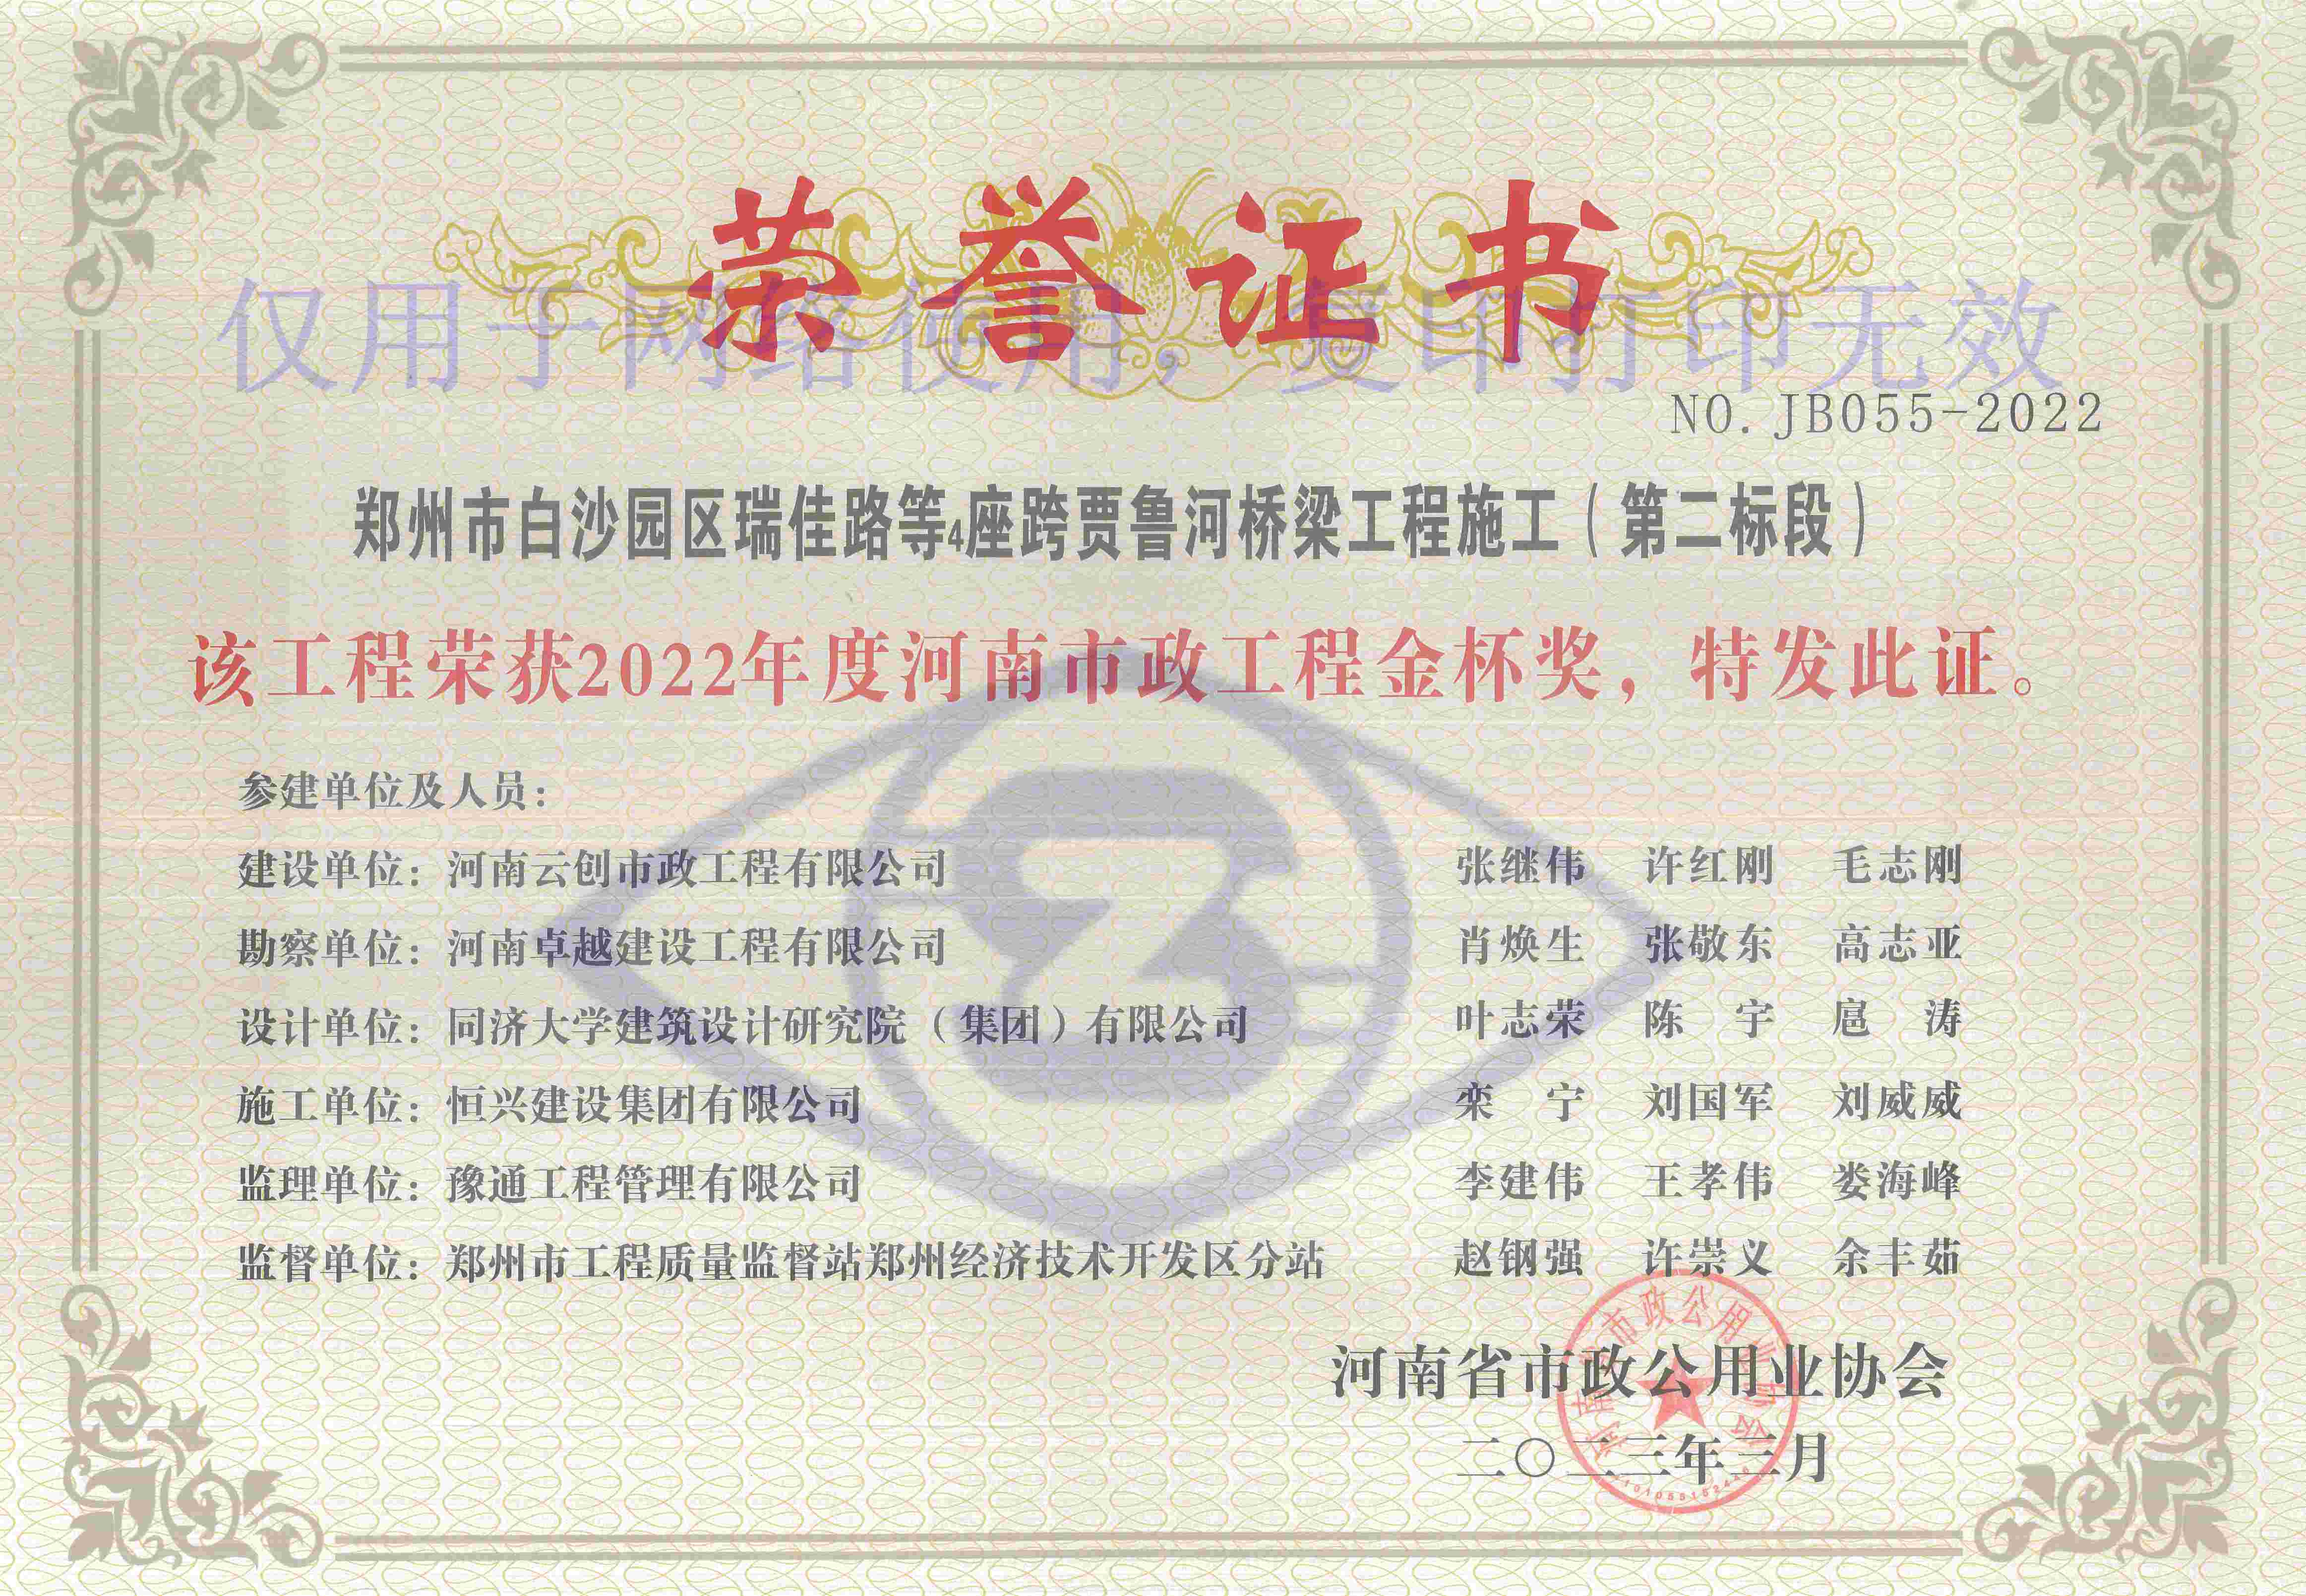 荣誉证书
仅用于网络使用，复印打印无效
NO. JB055-2022
郑州市白沙园区瑞佳路等4座跨贾鲁河桥梁工程施工（第二标段）
该工程荣获2022年度河南市政工程金杯奖，特发此证。
参建单位及人员：
建设单位：河南云创市政工程有限公司 张继伟 许红刚 毛志刚
勘察单位：河南卓越建设工程有限公司 肖焕生 张敬东 高志亚
设计单位：同济大学建筑设计研究院（集团）有限公司 叶志荣 陈 宇 扈 涛
施工单位：恒兴建设集团有限公司 栾 宁 刘国军 刘威威
监理单位：豫通工程管理有限公司 李建伟 王孝伟 娄海峰
监督单位：郑州市工程质量监督站郑州经济技术开发区分站 赵钢强 许崇义 余丰茹
河南省市政公用业协会
二〇二三年三月